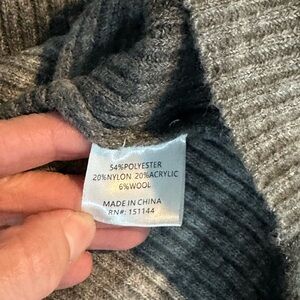 54%POLYESTER
20%NYLON 20%ACRYLIC
6%WOOL
MADE IN CHINA
RN#: 151144